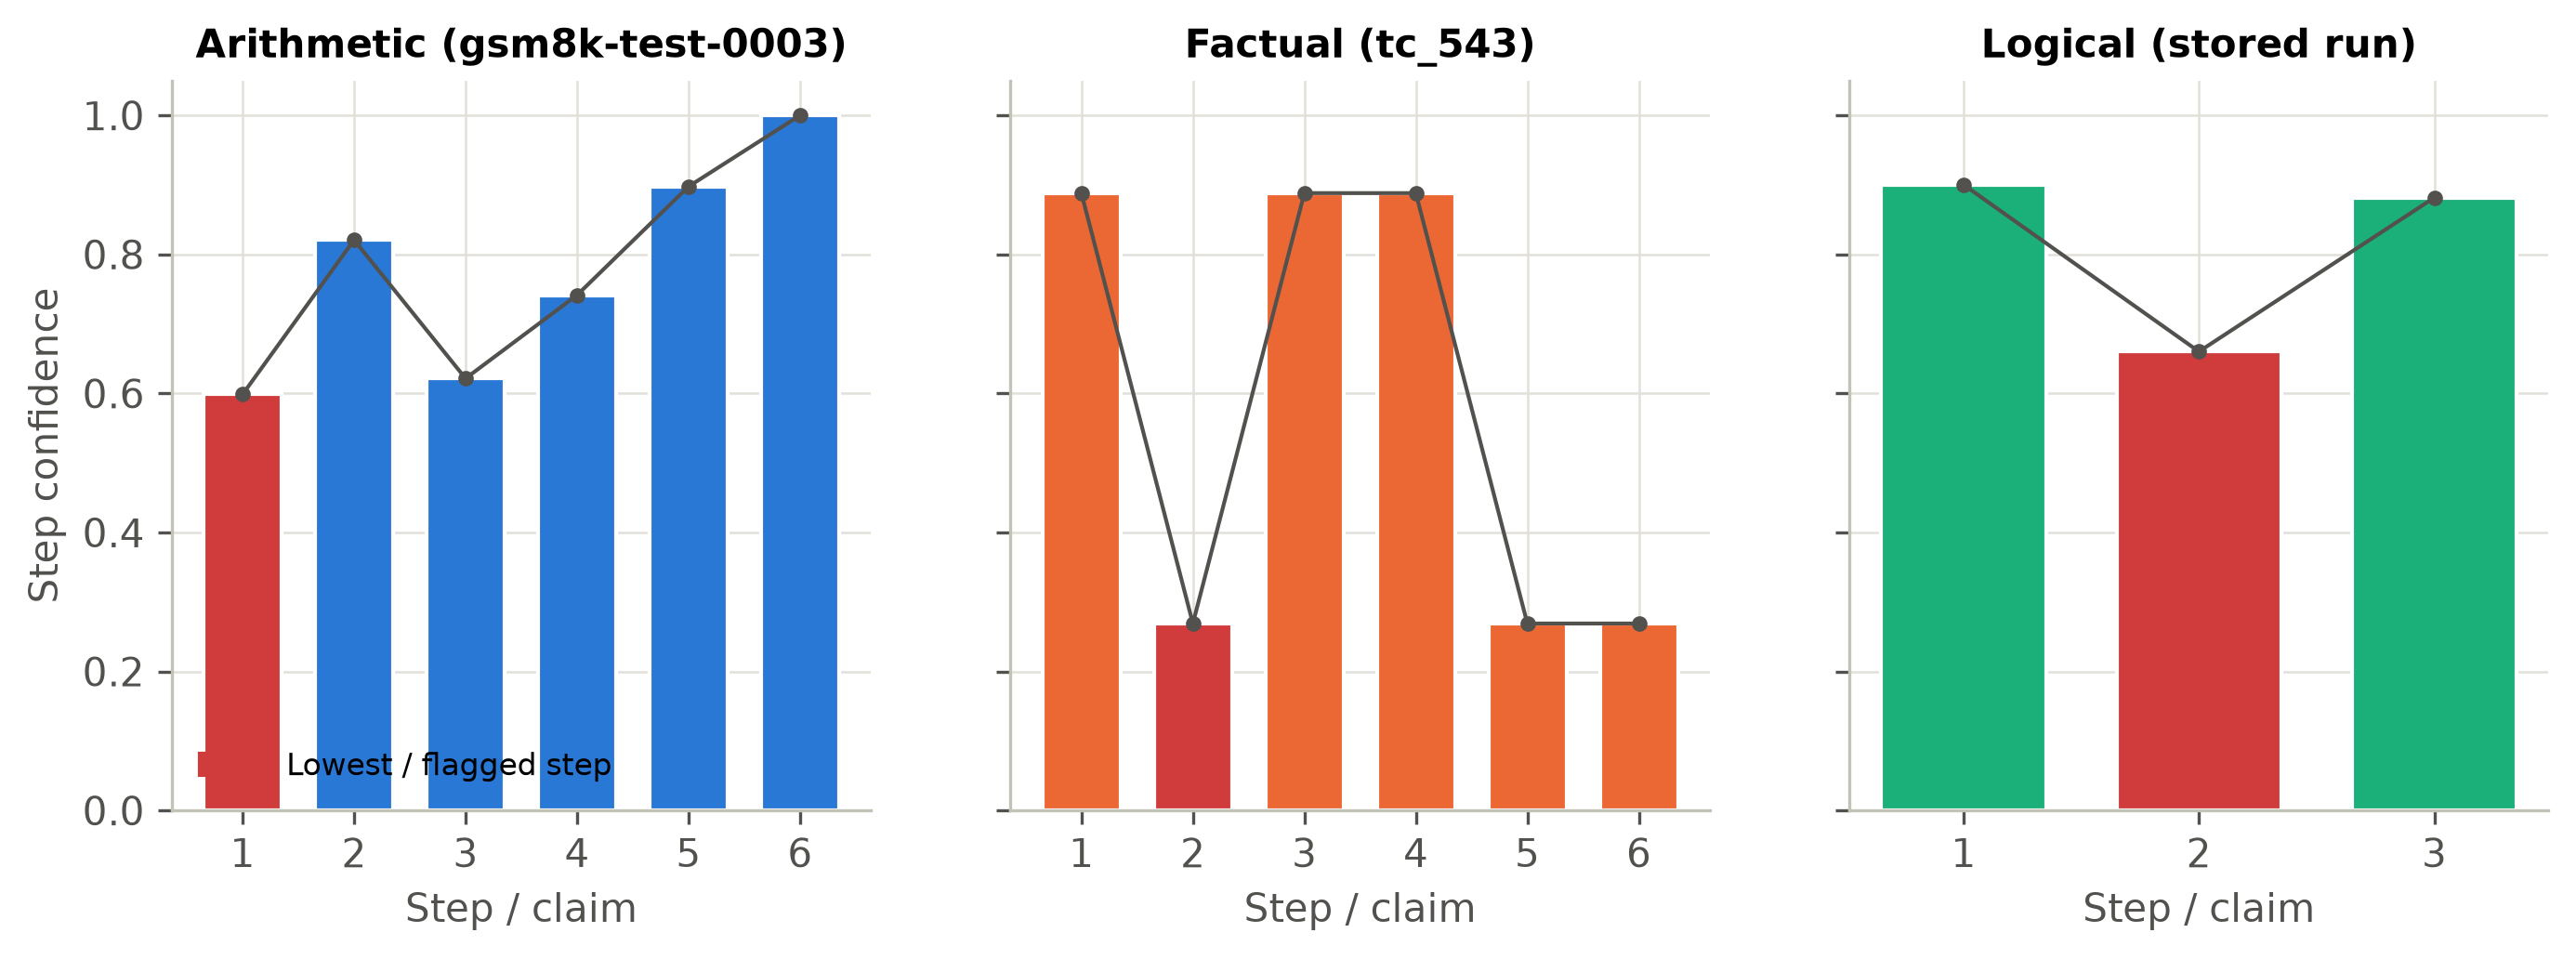 Arithmetic (gsm8k-test-0003)
Factual (tc_543)
Logical (stored run)
Step confidence
1.0
0.8
0.6
0.4
0.2
0.0
Lowest / flagged step
1 2 3 4 5 6
1 2 3 4 5 6
1 2 3
Step / claim
Step / claim
Step / claim